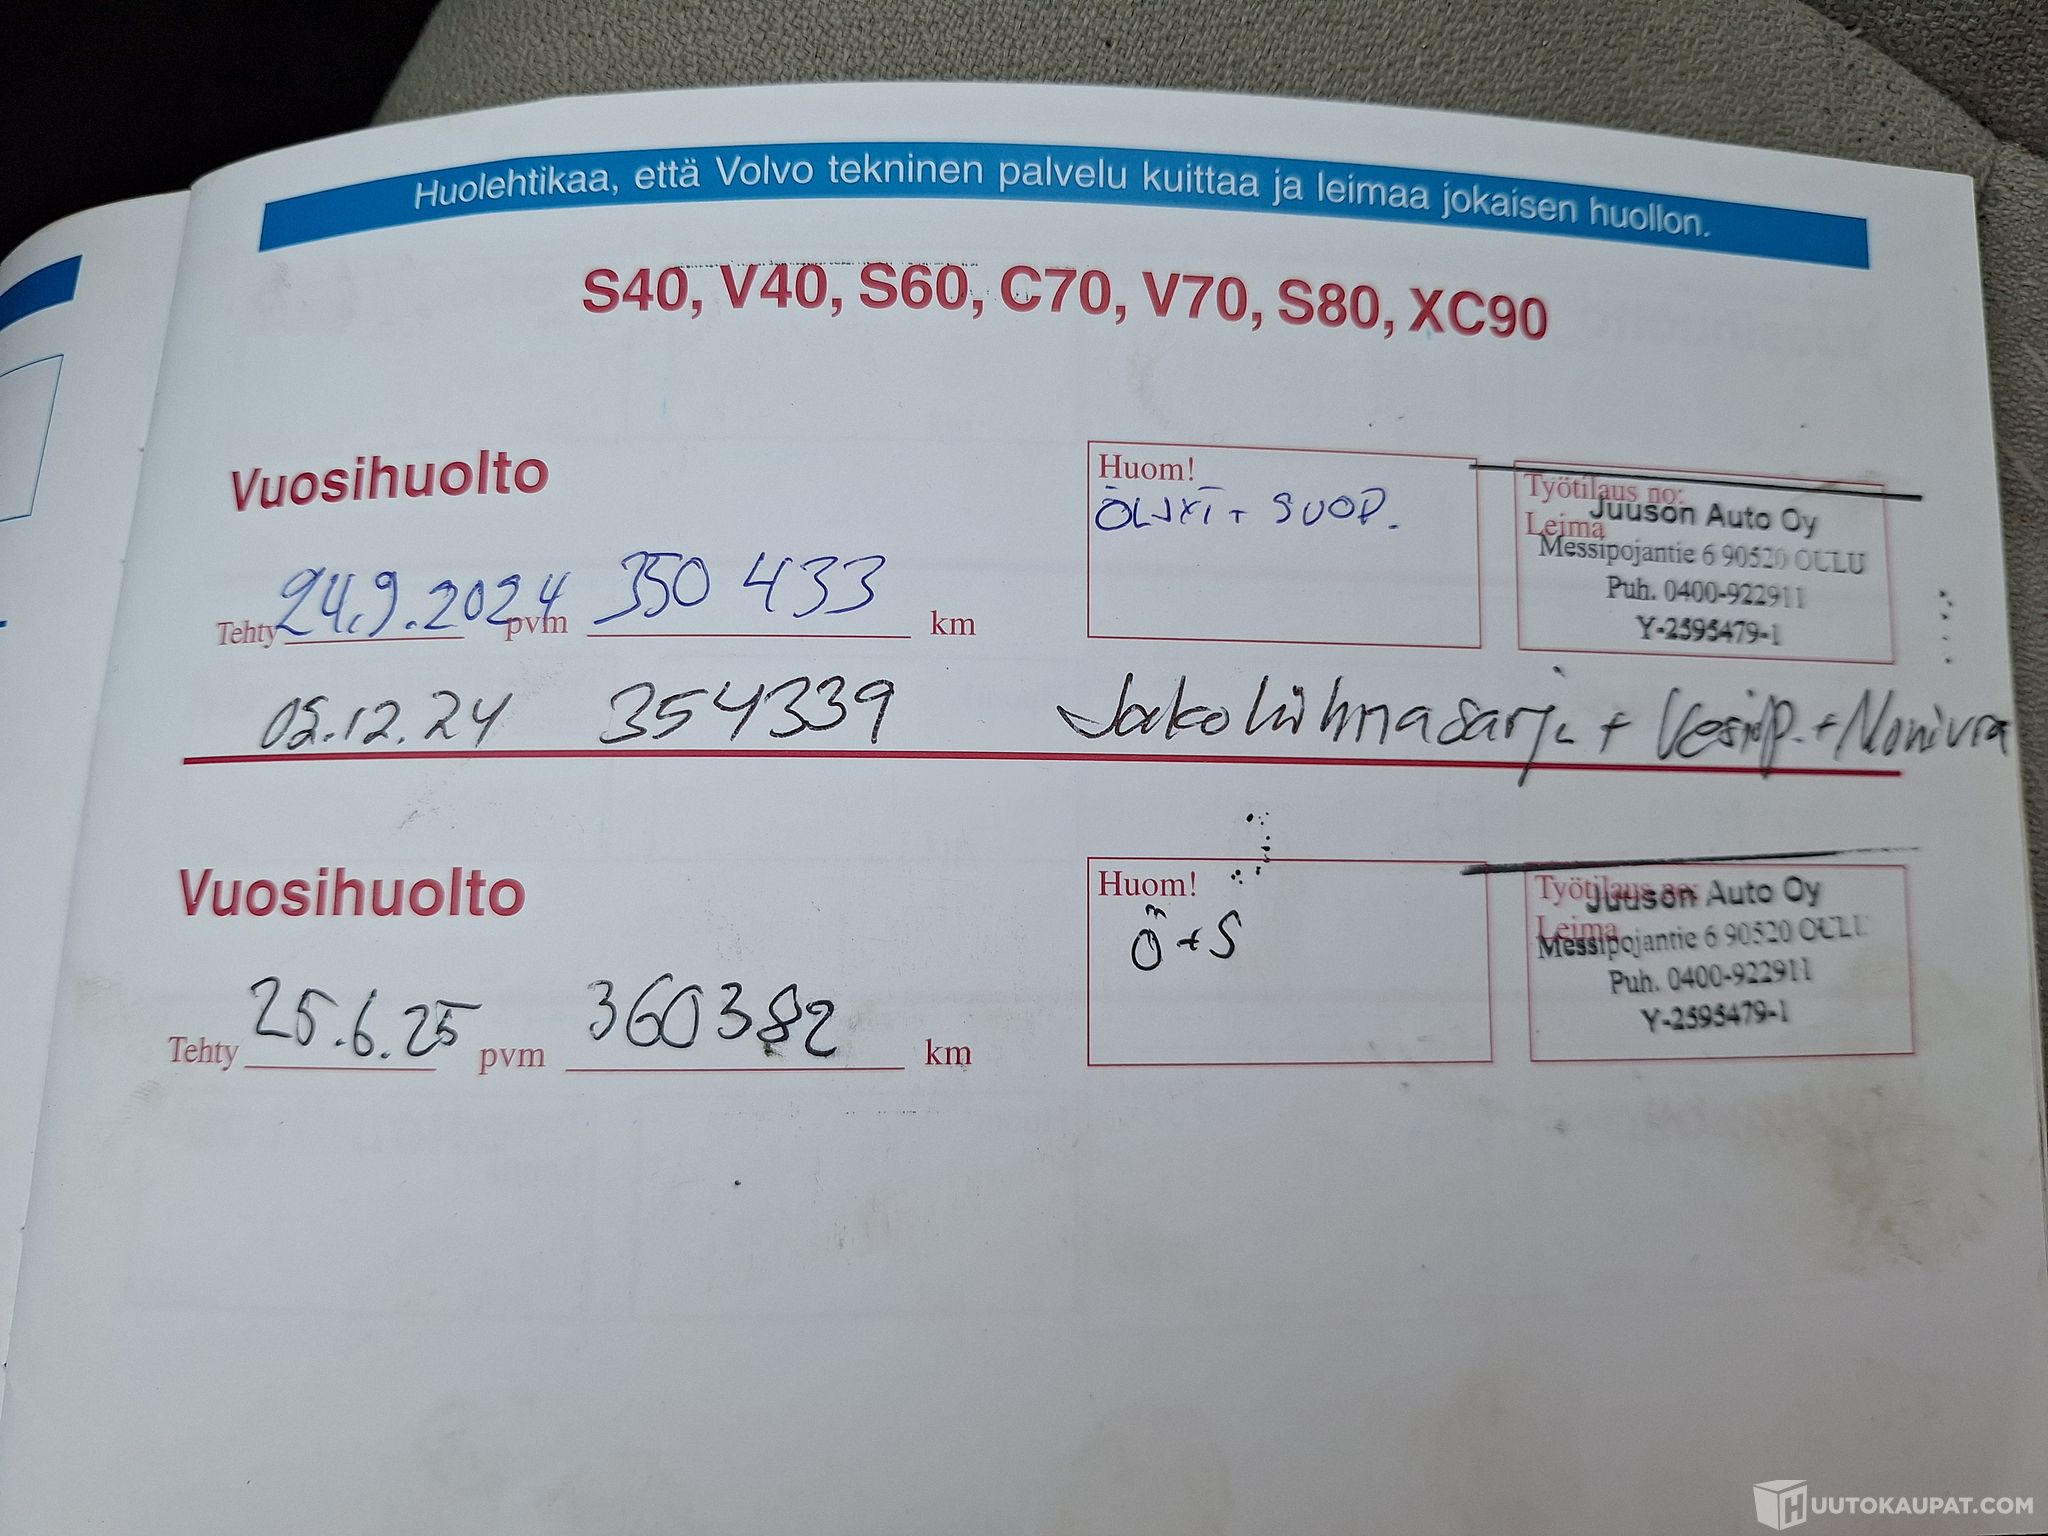 Huolehtikaa, että Volvo tekninen palvelu kuittaa ja leimaa jokaisen huollon.
S40, V40, S60, C70, V70, S80, XC90
Vuosihuolto
Huom!
ÖLJYT + SUOD.
Työtilaus no:
Leima
Juuson Auto Oy
Messipojantie 6 90520 OULU
Puh. 0400-922911
Y-2595479-1
Tehty 24.9.2024 pvm 350 433 km
05.12.24 354339 Jakohihnasarja + Vesip. + Moniura
Vuosihuolto
Huom!
Ö + S
Työtilaus no:
Leima
Juuson Auto Oy
Messipojantie 6 90520 OULU
Puh. 0400-922911
Y-2595479-1
Tehty 25.6.25 pvm 360382 km
HUUTOKAUPAT.COM